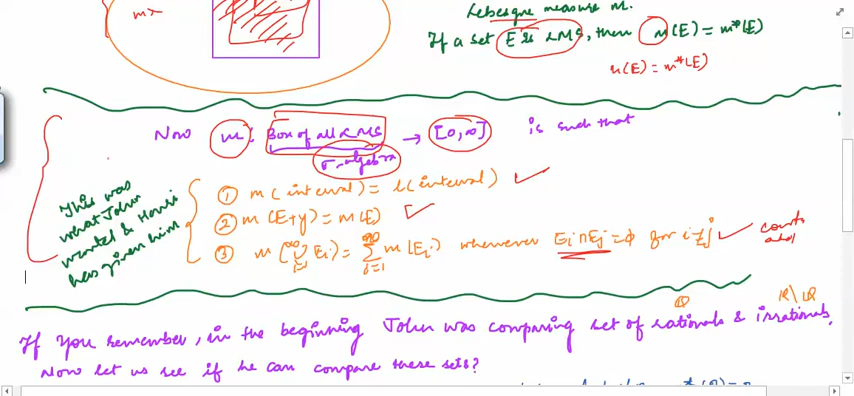 Lebesgue measure m.
If a set E is LMS, then m(E) = m*(E)
m*
m(E) = m*(E)
Now m : Box of all LMS → [0, ∞] is such that
σ-algebra
① m(interval) = l(interval)
② m(E+y) = m(E)
③ m(∞∪i=1 Ei) = ∞∑i=1 m(Ei) whenever Ei ∩ Ej = φ for i≠j
This was
what John
wanted & Henri
has given him
ℚ ℝ\ℚ
If You Remember, in the beginning John was comparing set of rationals & irrationals.
Now let us see if he can compare these sets?